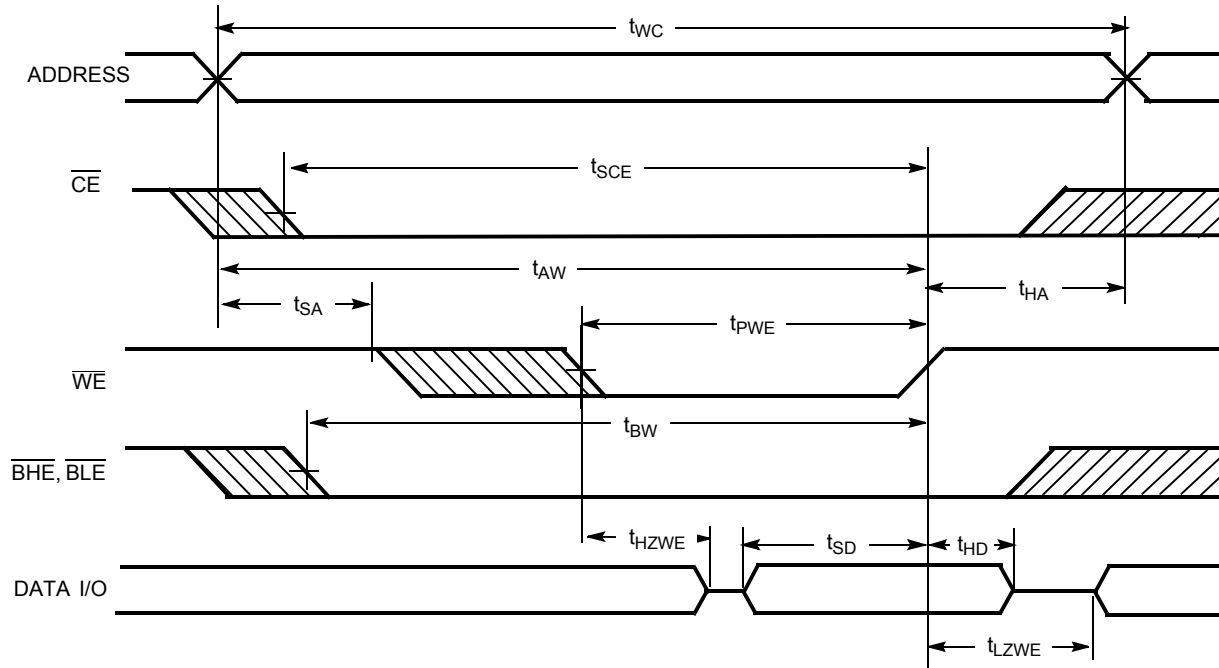 tWC
ADDRESS
tSCE
CE
tAW
tSA
tHA
tPWE
WE
tBW
BHE, BLE
tHZWE
tSD
tHD
DATA I/O
tLZWE